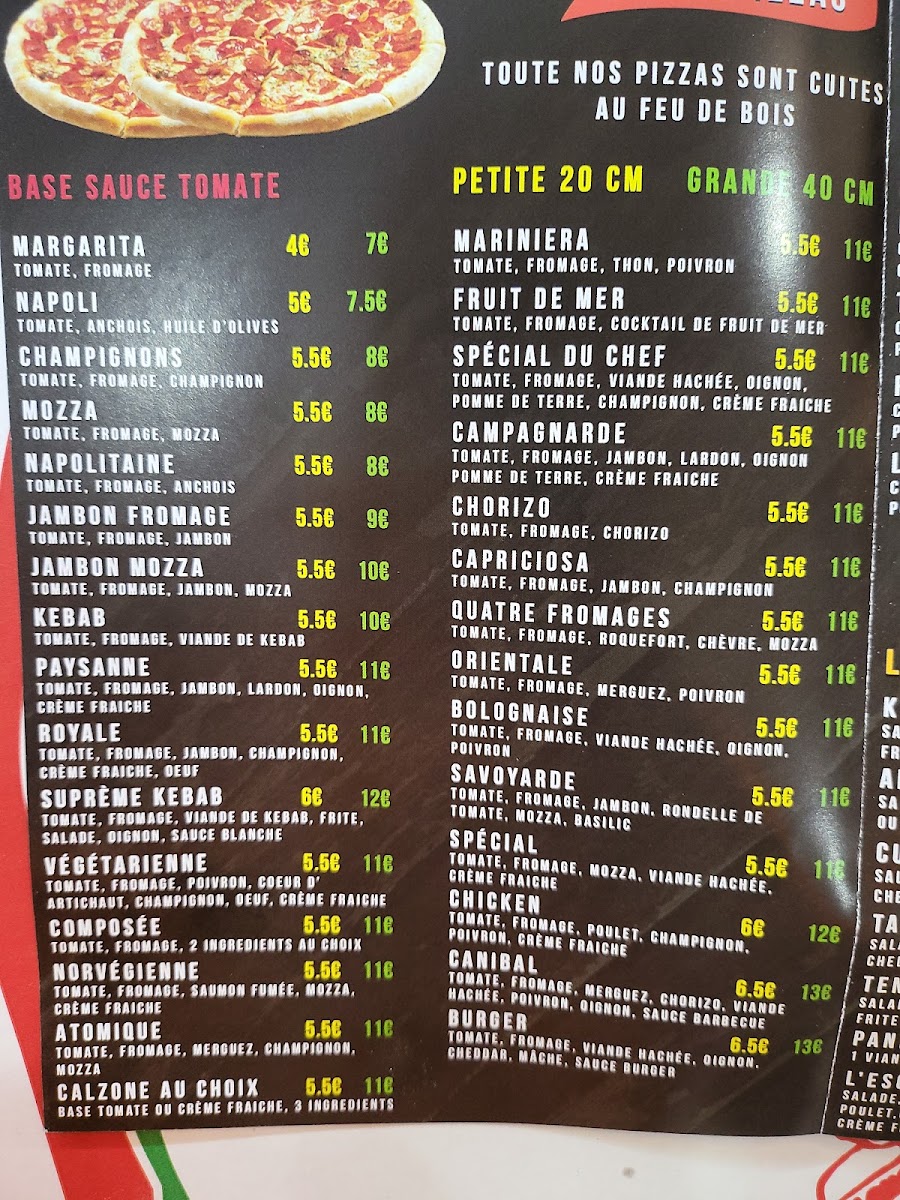 TOUTE NOS PIZZAS SONT CUITES
AU FEU DE BOIS
BASE SAUCE TOMATE
PETITE 20 CM GRANDE 40 CM
MARGARITA 4€ 7€
TOMATE, FROMAGE
NAPOLI 5€ 7.5€
TOMATE, ANCHOIS, HUILE D'OLIVES
CHAMPIGNONS 5.5€ 8€
TOMATE, FROMAGE, CHAMPIGNON
MOZZA 5.5€ 8€
TOMATE, FROMAGE, MOZZA
NAPOLITAINE 5.5€ 8€
TOMATE, FROMAGE, ANCHOIS
JAMBON FROMAGE 5.5€ 9€
TOMATE, FROMAGE, JAMBON
JAMBON MOZZA 5.5€ 10€
TOMATE, FROMAGE, JAMBON, MOZZA
KEBAB 5.5€ 10€
TOMATE, FROMAGE, VIANDE DE KEBAB
PAYSANNE 5.5€ 11€
TOMATE, FROMAGE, JAMBON, LARDON, OIGNON,
CRÈME FRAICHE
ROYALE 5.5€ 11€
TOMATE, FROMAGE, JAMBON, CHAMPIGNON,
CRÈME FRAICHE, OEUF
SUPRÈME KEBAB 6€ 12€
TOMATE, FROMAGE, VIANDE DE KEBAB, FRITE,
SALADE, OIGNON, SAUCE BLANCHE
VÉGÉTARIENNE 5.5€ 11€
TOMATE, FROMAGE, POIVRON, COEUR D'
ARTICHAUT, CHAMPIGNON, OEUF, CRÈME FRAICHE
COMPOSÉE 5.5€ 11€
TOMATE, FROMAGE, 2 INGREDIENTS AU CHOIX
NORVÉGIENNE 5.5€ 11€
TOMATE, FROMAGE, SAUMON FUMÉE, MOZZA,
CRÈME FRAICHE
ATOMIQUE 5.5€ 11€
TOMATE, FROMAGE, MERGUEZ, CHAMPIGNON,
MOZZA
CALZONE AU CHOIX 5.5€ 11€
BASE TOMATE OU CRÈME FRAICHE, 3 INGREDIENTS
MARINIERA 5.5€ 11€
TOMATE, FROMAGE, THON, POIVRON
FRUIT DE MER 5.5€ 11€
TOMATE, FROMAGE, COCKTAIL DE FRUIT DE MER
SPÉCIAL DU CHEF 5.5€ 11€
TOMATE, FROMAGE, VIANDE HACHÉE, OIGNON,
POMME DE TERRE, CHAMPIGNON, CRÈME FRAICHE
CAMPAGNARDE 5.5€ 11€
TOMATE, FROMAGE, JAMBON, LARDON, OIGNON
POMME DE TERRE, CRÈME FRAICHE
CHORIZO 5.5€ 11€
TOMATE, FROMAGE, CHORIZO
CAPRICIOSA 5.5€ 11€
TOMATE, FROMAGE, JAMBON, CHAMPIGNON
QUATRE FROMAGES 5.5€ 11€
TOMATE, FROMAGE, ROQUEFORT, CHÈVRE, MOZZA
ORIENTALE 5.5€ 11€
TOMATE, FROMAGE, MERGUEZ, POIVRON
BOLOGNAISE 5.5€ 11€
TOMATE, FROMAGE, VIANDE HACHÉE, OIGNON,
POIVRON
SAVOYARDE 5.5€ 11€
TOMATE, FROMAGE, JAMBON, RONDELLE DE
TOMATE, MOZZA, BASILIC
SPÉCIAL 5.5€ 11€
TOMATE, FROMAGE, MOZZA, VIANDE HACHÉE,
CRÈME FRAICHE
CHICKEN 6€ 12€
TOMATE, FROMAGE, POULET, CHAMPIGNON,
POIVRON, CRÈME FRAICHE
CANIBAL 6.5€ 13€
TOMATE, FROMAGE, MERGUEZ, CHORIZO, VIANDE
HACHÉE, POIVRON, OIGNON, SAUCE BARBECUE
BURGER 6.5€ 13€
TOMATE, FROMAGE, VIANDE HACHÉE, OIGNON,
CHEDDAR, MÂCHE, SAUCE BURGER
1 VIAN
L'ES
SALADE,
POULET,
CRÈME F